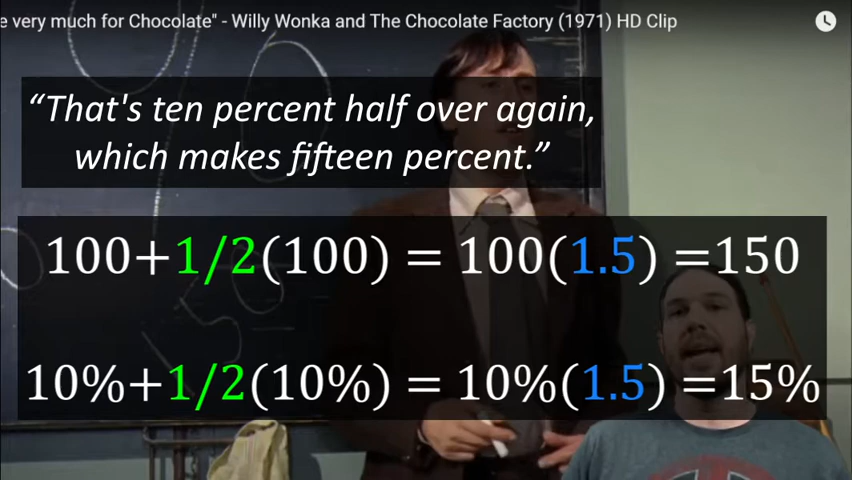 e very much for Chocolate" - Willy Wonka and The Chocolate Factory (1971) HD Clip
“That's ten percent half over again,
which makes fifteen percent.”
100+1/2(100) = 100(1.5) =150
10%+1/2(10%) = 10%(1.5) =15%